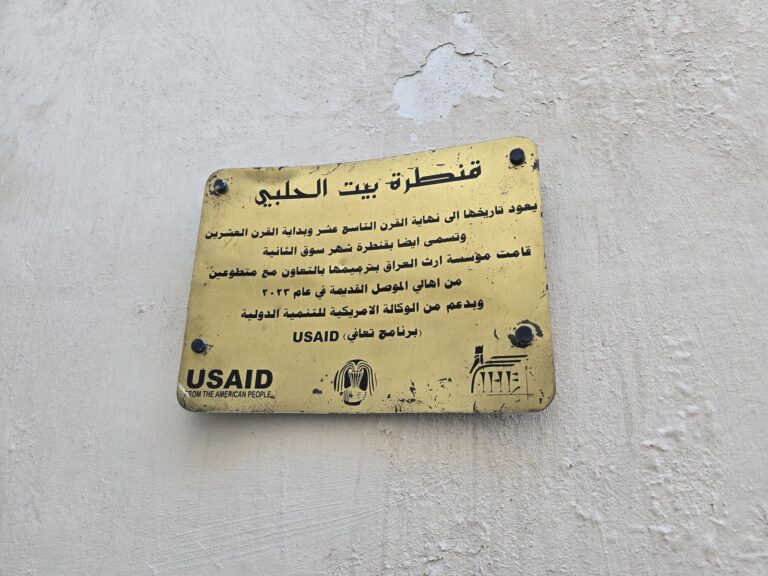 قنطرة بيت الحلبي
يعود تاريخها الى نهاية القرن التاسع عشر وبداية القرن العشرين
وتسمى ايضا بقنطرة شهر سوق الثانية
قامت مؤسسة ارث العراق بترميمها بالتعاون مع متطوعين
من اهالي الموصل القديمة في عام ٢٠٢٣
وبدعم من الوكالة الامريكية للتنمية الدولية
USAID (برنامج تعافي)
USAID
FROM THE AMERICAN PEOPLE